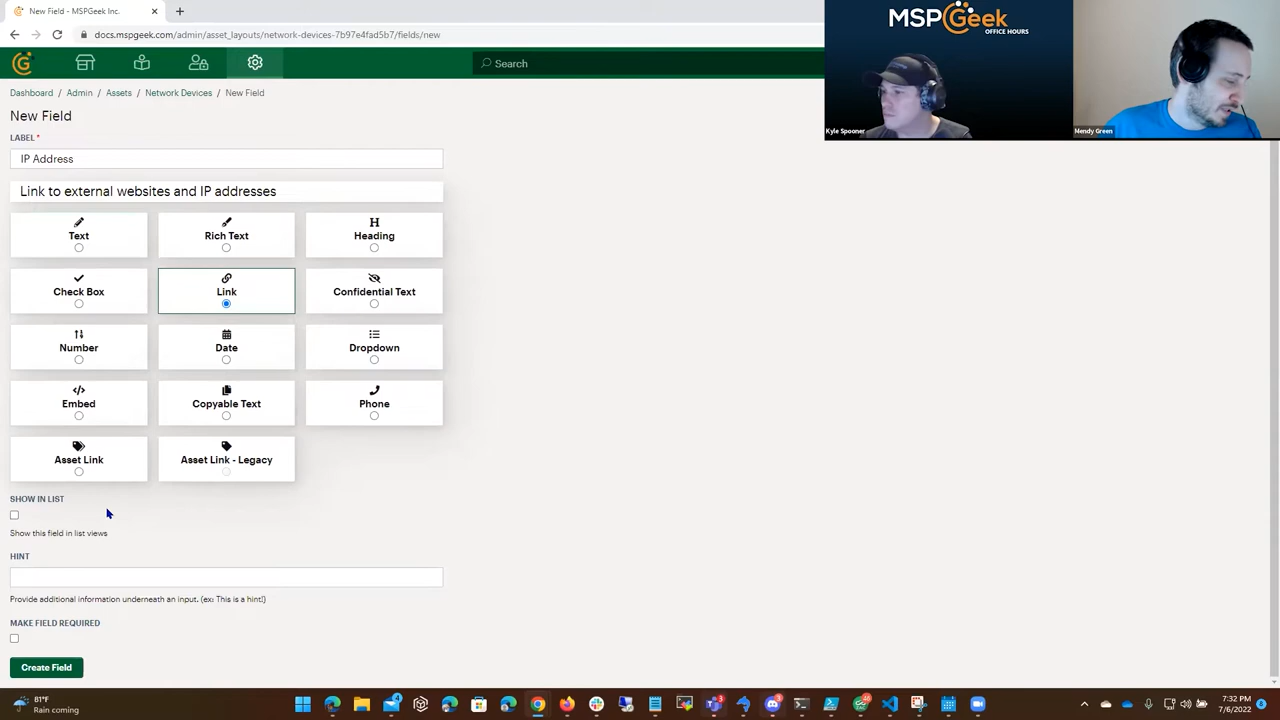 New Field - MSPGeek Inc.
docs.mspgeek.com/admin/asset_layouts/network-devices-7b97e4fad5b7/fields/new
Search
MSPGeek
OFFICE HOURS
Kyle Spooner
Mendy Green
Dashboard / Admin / Assets / Network Devices / New Field
New Field
LABEL *
IP Address
Link to external websites and IP addresses
Text
Rich Text
Heading
Check Box
Link
Confidential Text
Number
Date
Dropdown
Embed
Copyable Text
Phone
Asset Link
Asset Link - Legacy
SHOW IN LIST
Show this field in list views
HINT
Provide additional information underneath an input. (ex: This is a hint!)
MAKE FIELD REQUIRED
Create Field
81°F
Rain coming
7:32 PM
7/6/2022